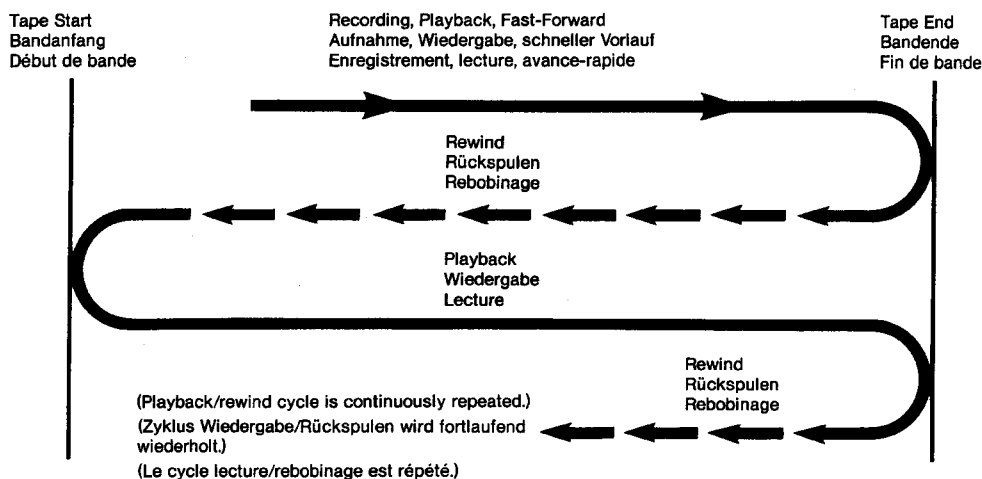 Tape Start
Bandanfang
Début de bande
Recording, Playback, Fast-Forward
Aufnahme, Wiedergabe, schneller Vorlauf
Enregistrement, lecture, avance-rapide
Tape End
Bandende
Fin de bande
Rewind
Rückspulen
Rebobinage
Playback
Wiedergabe
Lecture
Rewind
Rückspulen
Rebobinage
(Playback/rewind cycle is continuously repeated.)
(Zyklus Wiedergabe/Rückspulen wird fortlaufend
wiederholt.)
(Le cycle lecture/rebobinage est répété.)